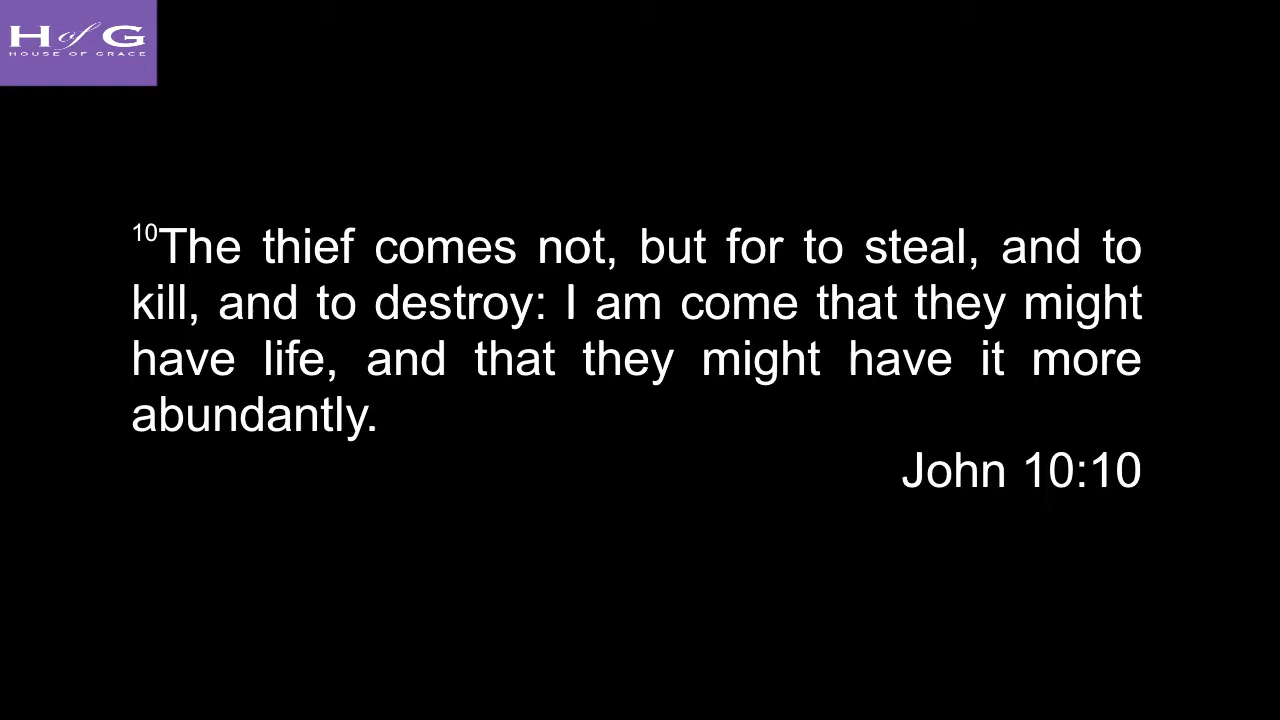 H of G
HOUSE OF GRACE
10The thief comes not, but for to steal, and to
kill, and to destroy: I am come that they might
have life, and that they might have it more
abundantly.
John 10:10